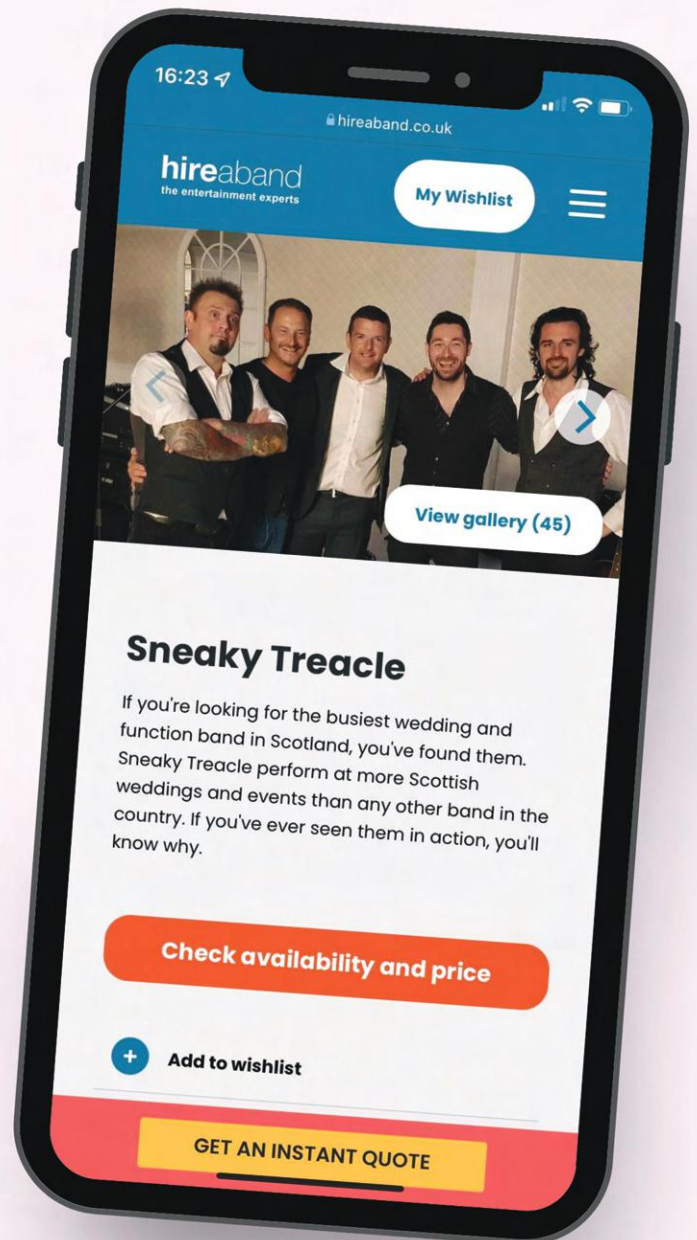 16:23
hireaband.co.uk
hireaband
the entertainment experts
My Wishlist
View gallery (45)
Sneaky Treacle
If you're looking for the busiest wedding and
function band in Scotland, you've found them.
Sneaky Treacle perform at more Scottish
weddings and events than any other band in the
country. If you've ever seen them in action, you'll
know why.
Check availability and price
Add to wishlist
GET AN INSTANT QUOTE